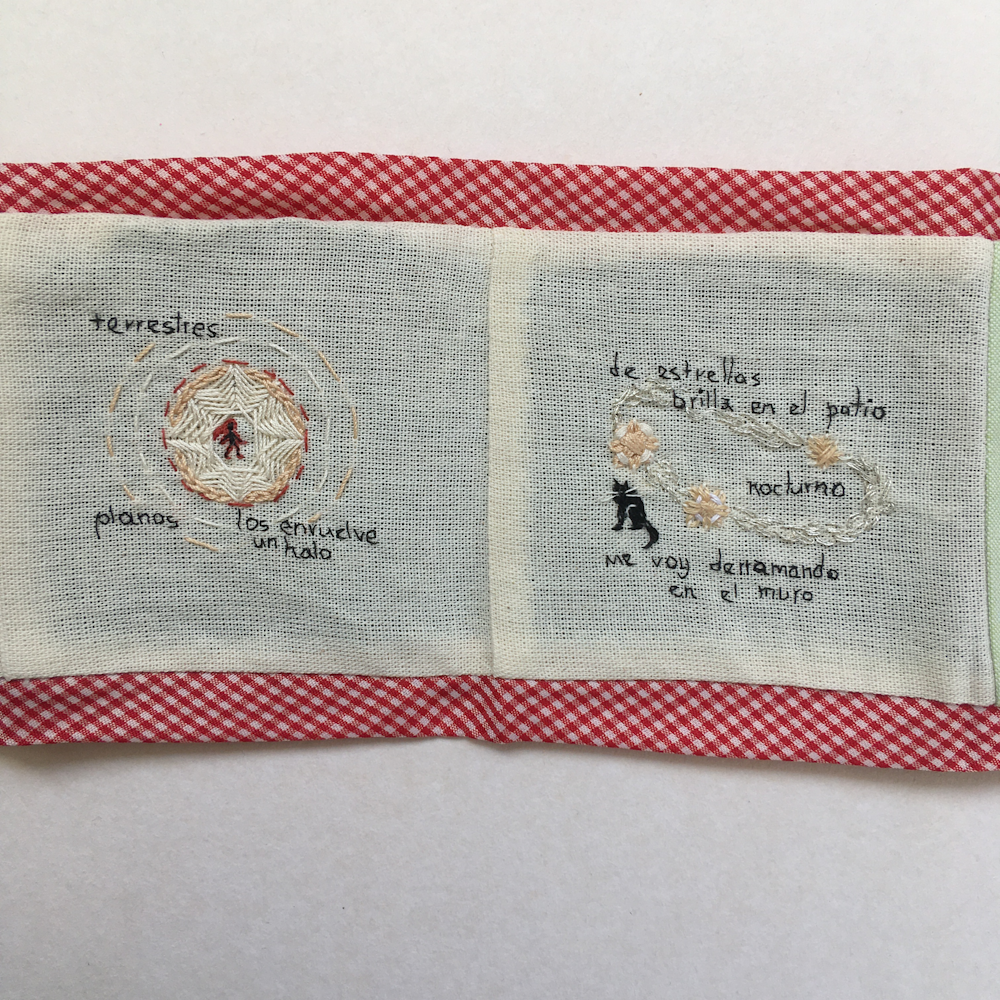 terrestres
planos
los envuelve
un halo
de estrellas
brilla en el patio
nocturno
me voy derramando
en el muro